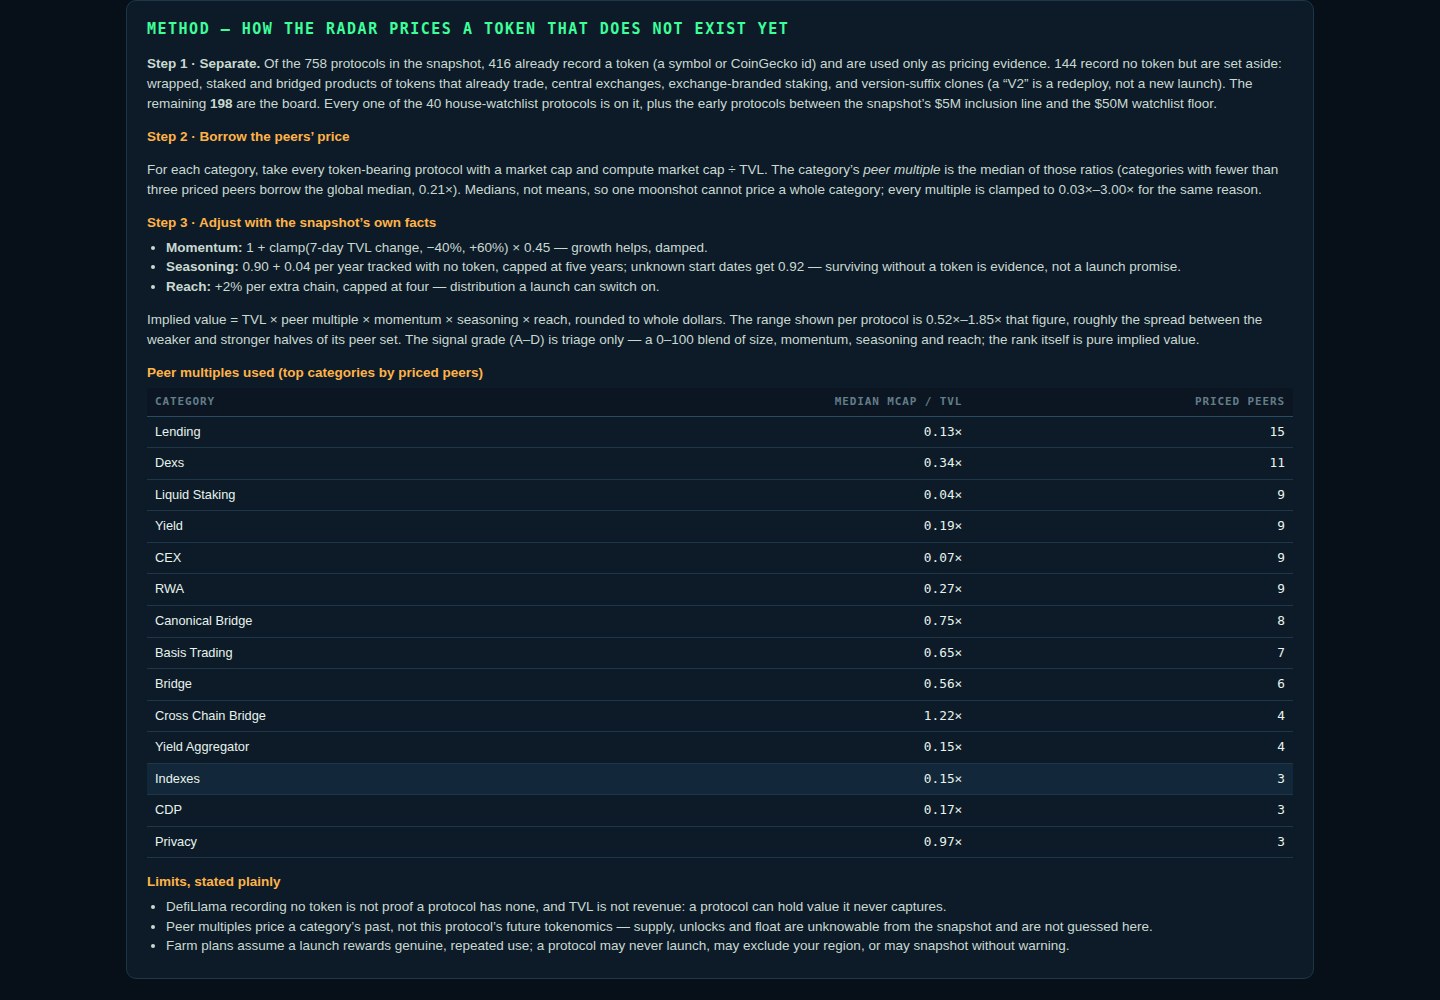 METHOD — HOW THE RADAR PRICES A TOKEN THAT DOES NOT EXIST YET
Step 1 · Separate. Of the 758 protocols in the snapshot, 416 already record a token (a symbol or CoinGecko id) and are used only as pricing evidence. 144 record no token but are set aside:
wrapped, staked and bridged products of tokens that already trade, central exchanges, exchange-branded staking, and version-suffix clones (a “V2” is a redeploy, not a new launch). The
remaining 198 are the board. Every one of the 40 house-watchlist protocols is on it, plus the early protocols between the snapshot’s $5M inclusion line and the $50M watchlist floor.
Step 2 · Borrow the peers’ price
For each category, take every token-bearing protocol with a market cap and compute market cap ÷ TVL. The category’s peer multiple is the median of those ratios (categories with fewer than
three priced peers borrow the global median, 0.21×). Medians, not means, so one moonshot cannot price a whole category; every multiple is clamped to 0.03×–3.00× for the same reason.
Step 3 · Adjust with the snapshot’s own facts
• Momentum: 1 + clamp(7-day TVL change, −40%, +60%) × 0.45 — growth helps, damped.
• Seasoning: 0.90 + 0.04 per year tracked with no token, capped at five years; unknown start dates get 0.92 — surviving without a token is evidence, not a launch promise.
• Reach: +2% per extra chain, capped at four — distribution a launch can switch on.
Implied value = TVL × peer multiple × momentum × seasoning × reach, rounded to whole dollars. The range shown per protocol is 0.52×–1.85× that figure, roughly the spread between the
weaker and stronger halves of its peer set. The signal grade (A–D) is triage only — a 0–100 blend of size, momentum, seasoning and reach; the rank itself is pure implied value.
Peer multiples used (top categories by priced peers)
CATEGORY MEDIAN MCAP / TVL PRICED PEERS
Lending 0.13× 15
Dexs 0.34× 11
Liquid Staking 0.04× 9
Yield 0.19× 9
CEX 0.07× 9
RWA 0.27× 9
Canonical Bridge 0.75× 8
Basis Trading 0.65× 7
Bridge 0.56× 6
Cross Chain Bridge 1.22× 4
Yield Aggregator 0.15× 4
Indexes 0.15× 3
CDP 0.17× 3
Privacy 0.97× 3
Limits, stated plainly
• DefiLlama recording no token is not proof a protocol has none, and TVL is not revenue: a protocol can hold value it never captures.
• Peer multiples price a category’s past, not this protocol’s future tokenomics — supply, unlocks and float are unknowable from the snapshot and are not guessed here.
• Farm plans assume a launch rewards genuine, repeated use; a protocol may never launch, may exclude your region, or may snapshot without warning.